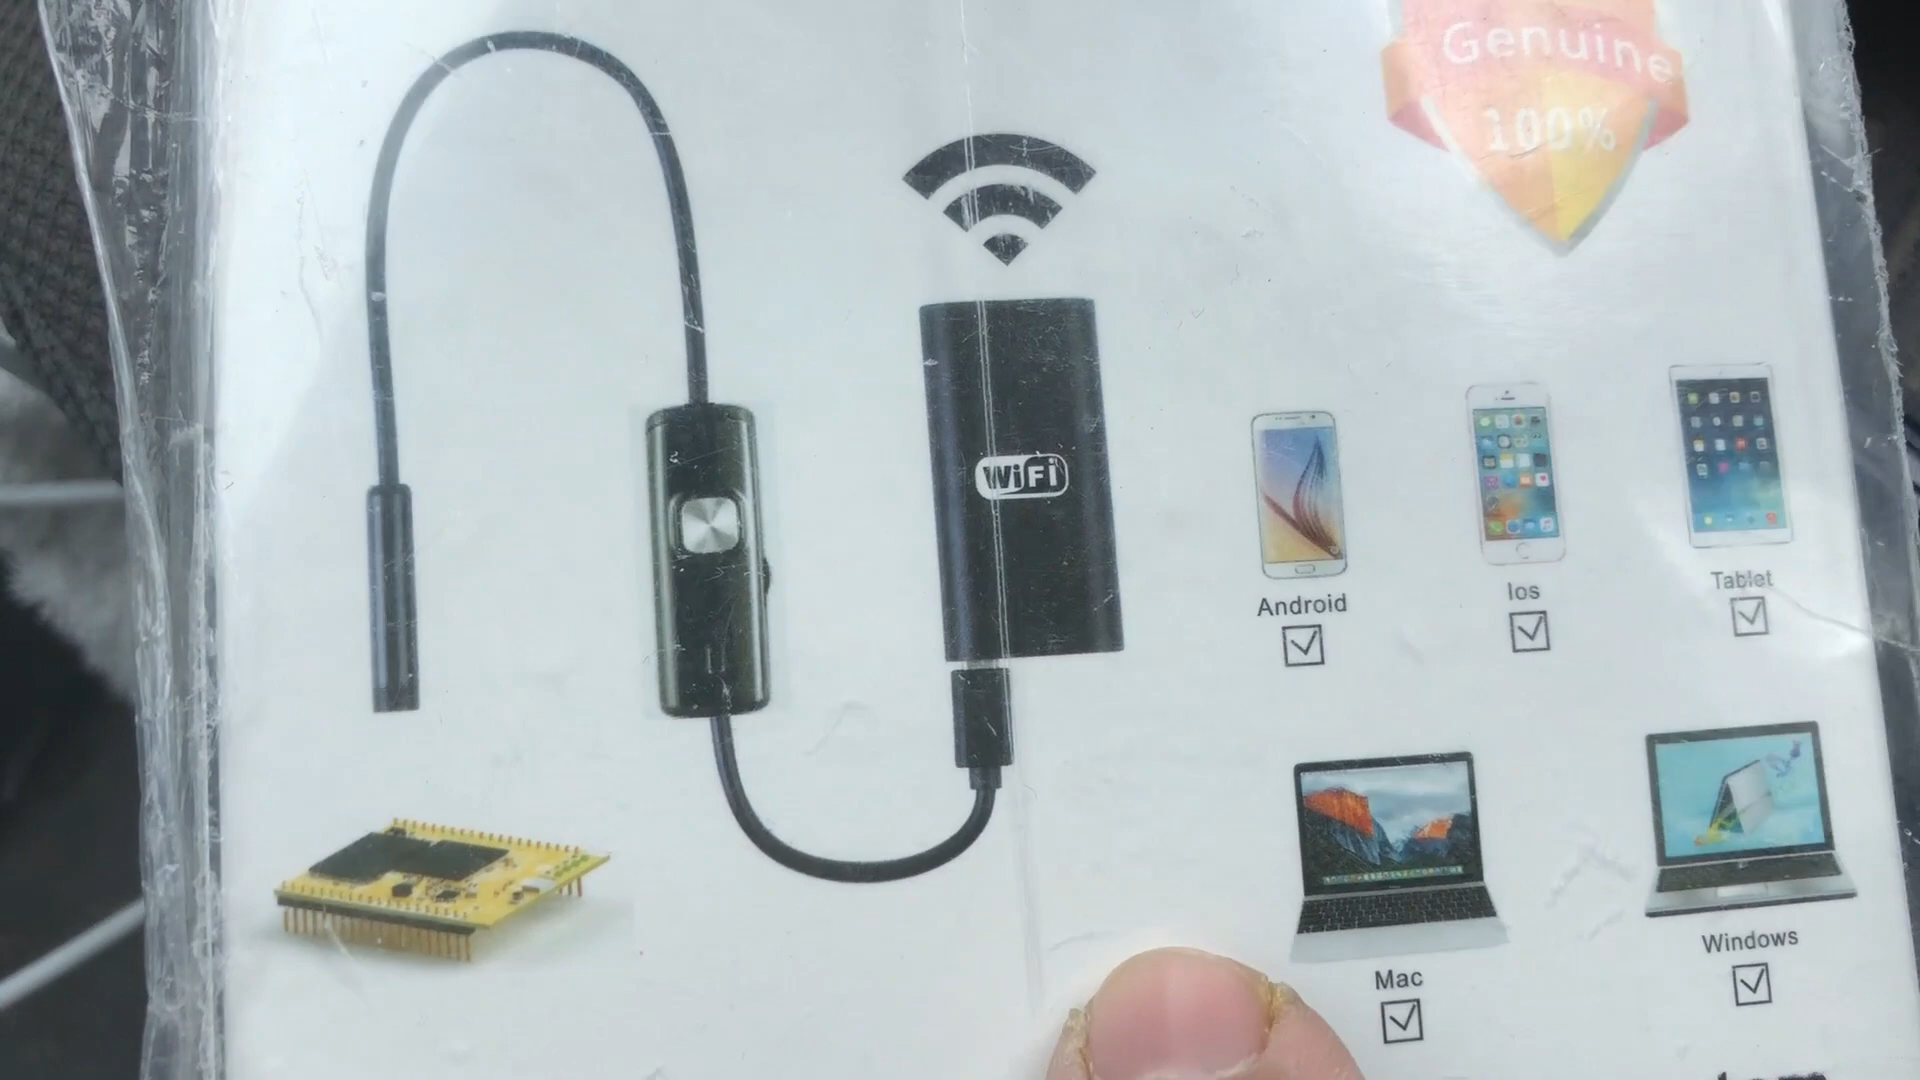 Genuine
100%
WiFi
Android
Ios
Tablet
Mac
Windows